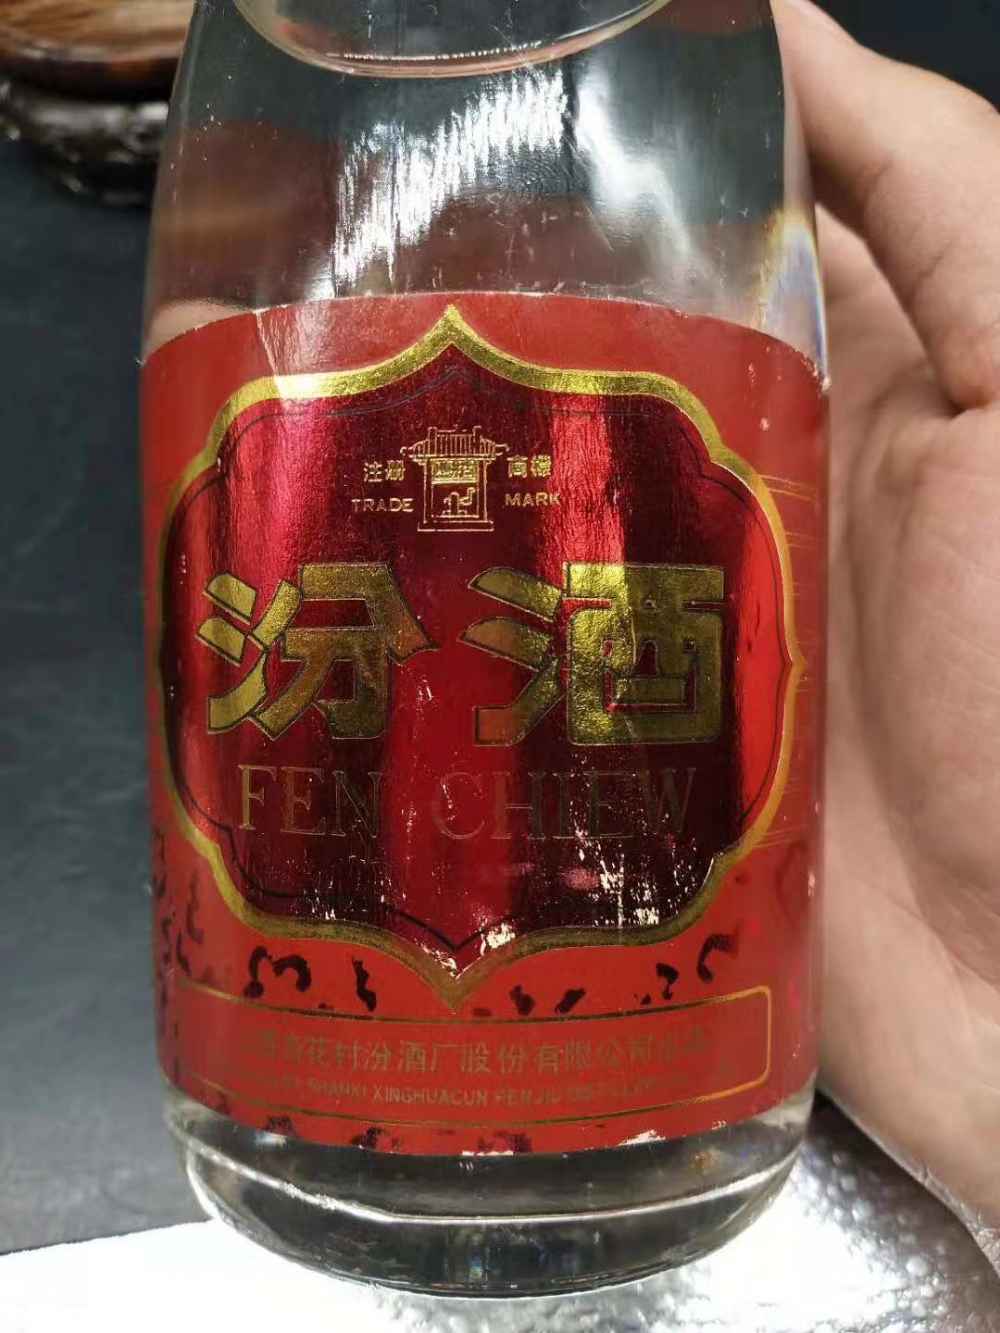 注册 商标
TRADE MARK
汾酒
FEN CHIEW
杏花村汾酒厂股份有限公司
SHANXI XINGHUACUN FENJIU